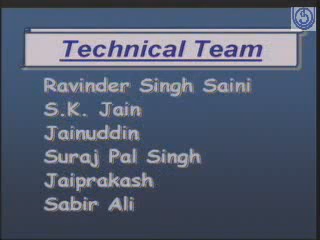 Technical Team
Ravinder Singh Saini
S.K. Jain
Jainuddin
Suraj Pal Singh
Jaiprakash
Sabir Ali